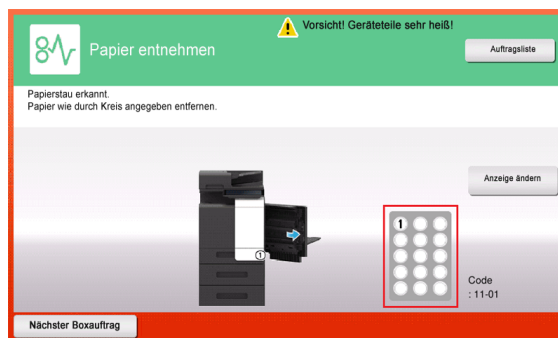 Vorsicht! Geräteteile sehr heiß!
Papier entnehmen
Auftragsliste
Papierstau erkannt.
Papier wie durch Kreis angegeben entfernen.
Anzeige ändern
1
1
Code
: 11-01
Nächster Boxauftrag